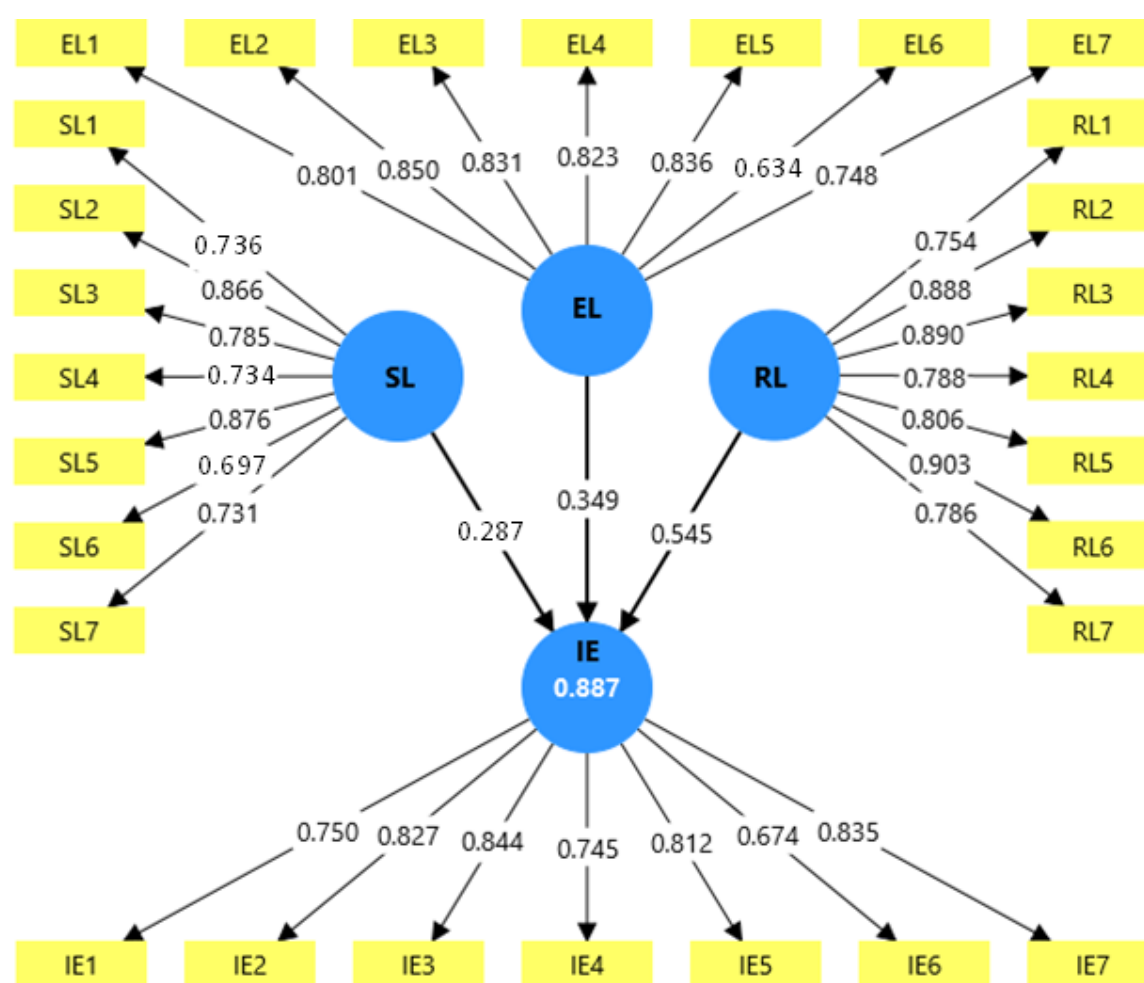 EL1 EL2 EL3 EL4 EL5 EL6 EL7
SL1 RL1
0.801 0.850 0.831 0.823 0.836 0.634 0.748
SL2 RL2
0.736 0.754
0.866 0.888
SL3 RL3
EL
0.785 0.890
SL4 0.734 SL RL 0.788 RL4
0.876 0.806
SL5 RL5
0.697 0.903
0.731 0.786
0.349
0.287 0.545
SL6 RL6
SL7 RL7
IE
0.887
0.750 0.827 0.844 0.745 0.812 0.674 0.835
IE1 IE2 IE3 IE4 IE5 IE6 IE7